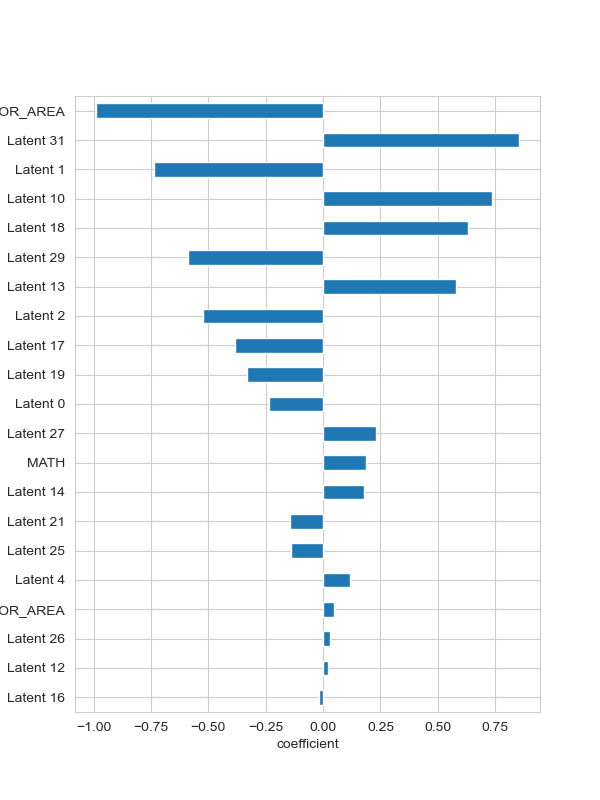 OR_AREA
Latent 31
Latent 1
Latent 10
Latent 18
Latent 29
Latent 13
Latent 2
Latent 17
Latent 19
Latent 0
Latent 27
MATH
Latent 14
Latent 21
Latent 25
Latent 4
OR_AREA
Latent 26
Latent 12
Latent 16
−1.00 −0.75 −0.50 −0.25 0.00 0.25 0.50 0.75
coefficient